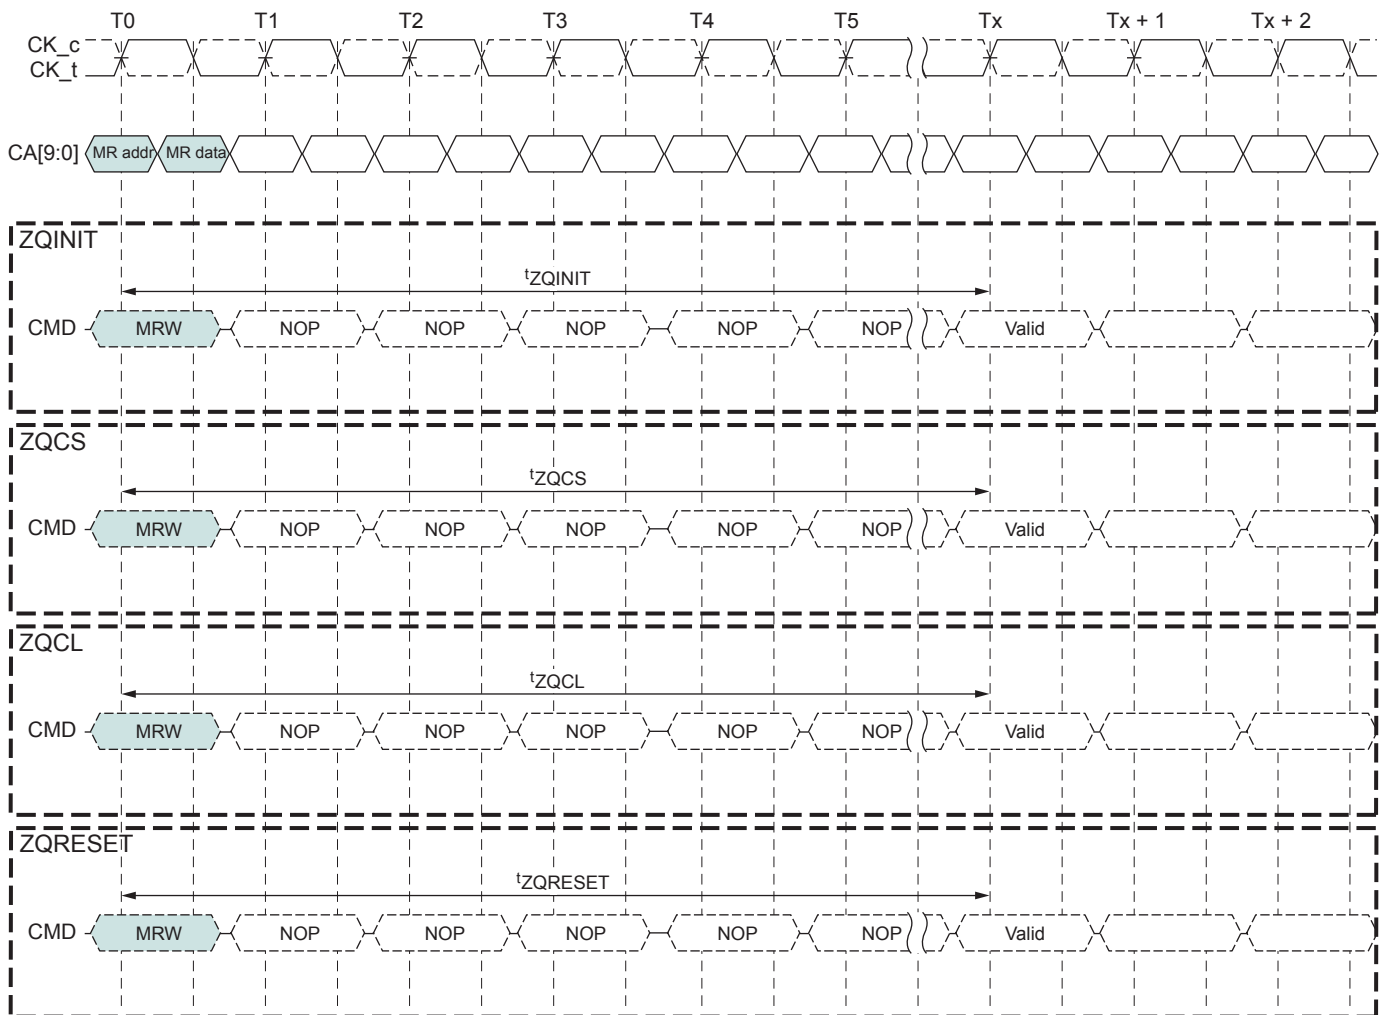 T0 T1 T2 T3 T4 T5 Tx Tx + 1 Tx + 2
CK_c
CK_t
CA[9:0] MR addr MR data
ZQINIT
tZQINIT
CMD MRW NOP NOP NOP NOP NOP Valid
ZQCS
tZQCS
CMD MRW NOP NOP NOP NOP NOP Valid
ZQCL
tZQCL
CMD MRW NOP NOP NOP NOP NOP Valid
ZQRESET
tZQRESET
CMD MRW NOP NOP NOP NOP NOP Valid